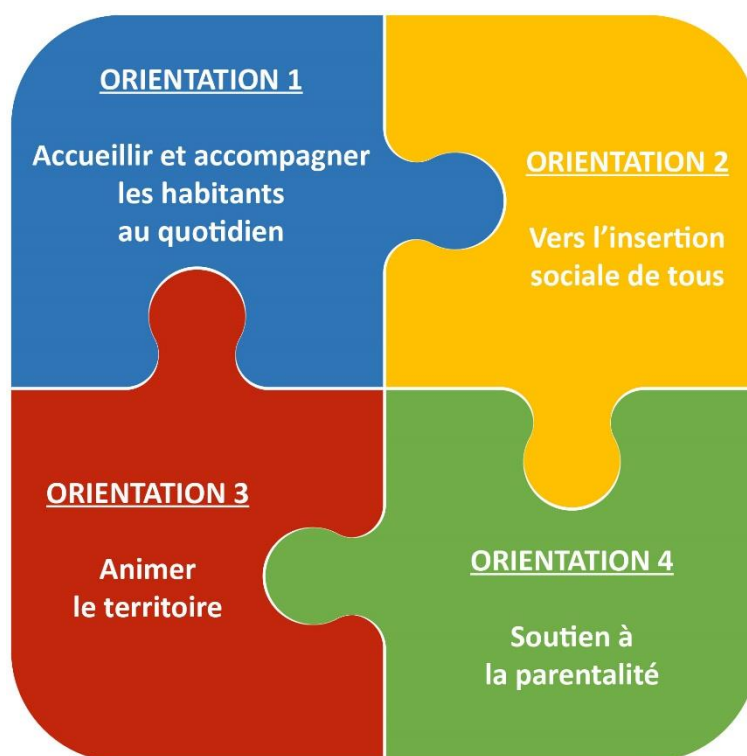 ORIENTATION 1
Accueillir et accompagner
les habitants
au quotidien
ORIENTATION 2
Vers l’insertion
sociale de tous
ORIENTATION 3
Animer
le territoire
ORIENTATION 4
Soutien à
la parentalité